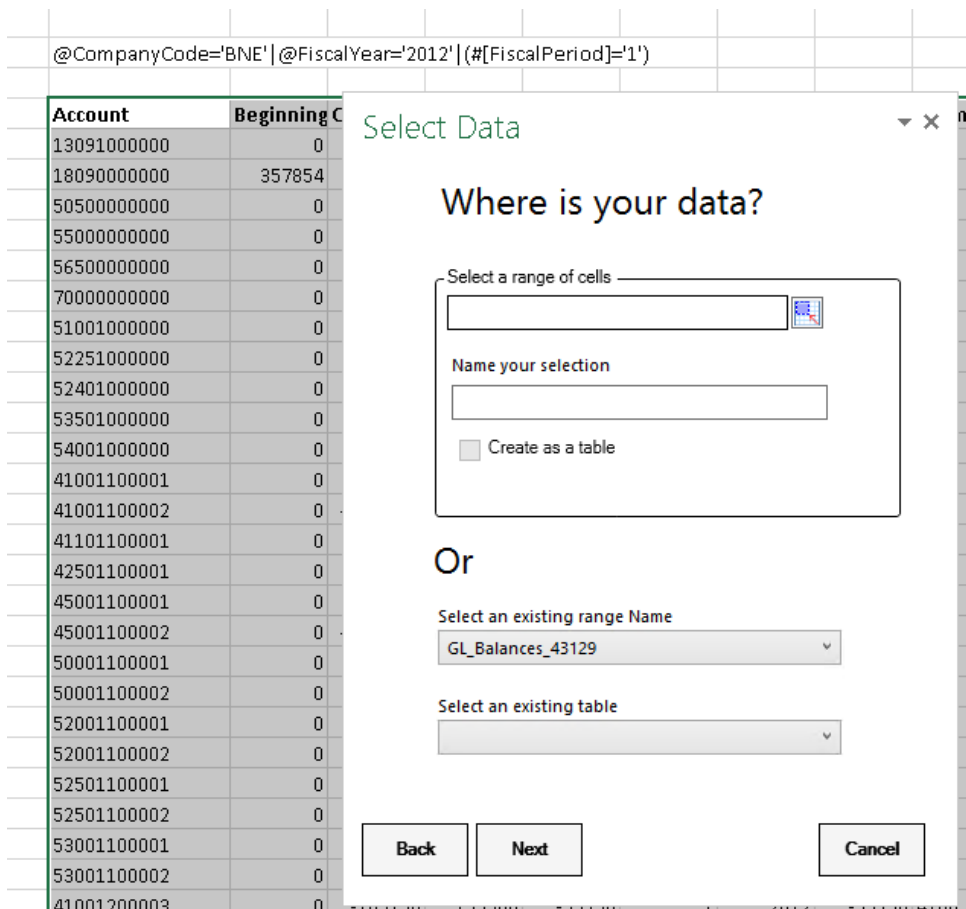 @CompanyCode='BNE'|@FiscalYear='2012'|(#[FiscalPeriod]='1')
Account Beginning C
13091000000 0
18090000000 357854
50500000000 0
55000000000 0
56500000000 0
70000000000 0
51001000000 0
52251000000 0
52401000000 0
53501000000 0
54001000000 0
41001100001 0
41001100002 0 -
41101100001 0
42501100001 0
45001100001 0
45001100002 0 -
50001100001 0
50001100002 0
52001100001 0
52001100002 0
52501100001 0
52501100002 0
53001100001 0
53001100002 0
41001200003 0
Select Data
Where is your data?
Select a range of cells
Name your selection
Create as a table
Or
Select an existing range Name
GL_Balances_43129
Select an existing table
Back Next Cancel